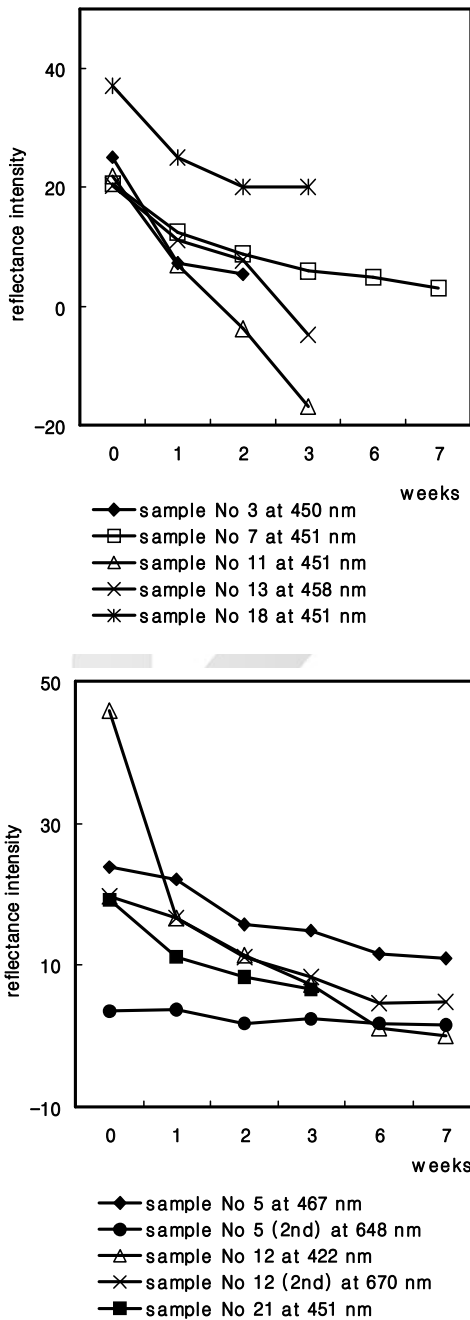 40
20
0
−20
reflectance intensity
0 1 2 3 6 7
weeks
sample No 3 at 450 nm
sample No 7 at 451 nm
sample No 11 at 451 nm
sample No 13 at 458 nm
sample No 18 at 451 nm
50
30
10
−10
reflectance intensity
0 1 2 3 6 7
weeks
sample No 5 at 467 nm
sample No 5 (2nd) at 648 nm
sample No 12 at 422 nm
sample No 12 (2nd) at 670 nm
sample No 21 at 451 nm